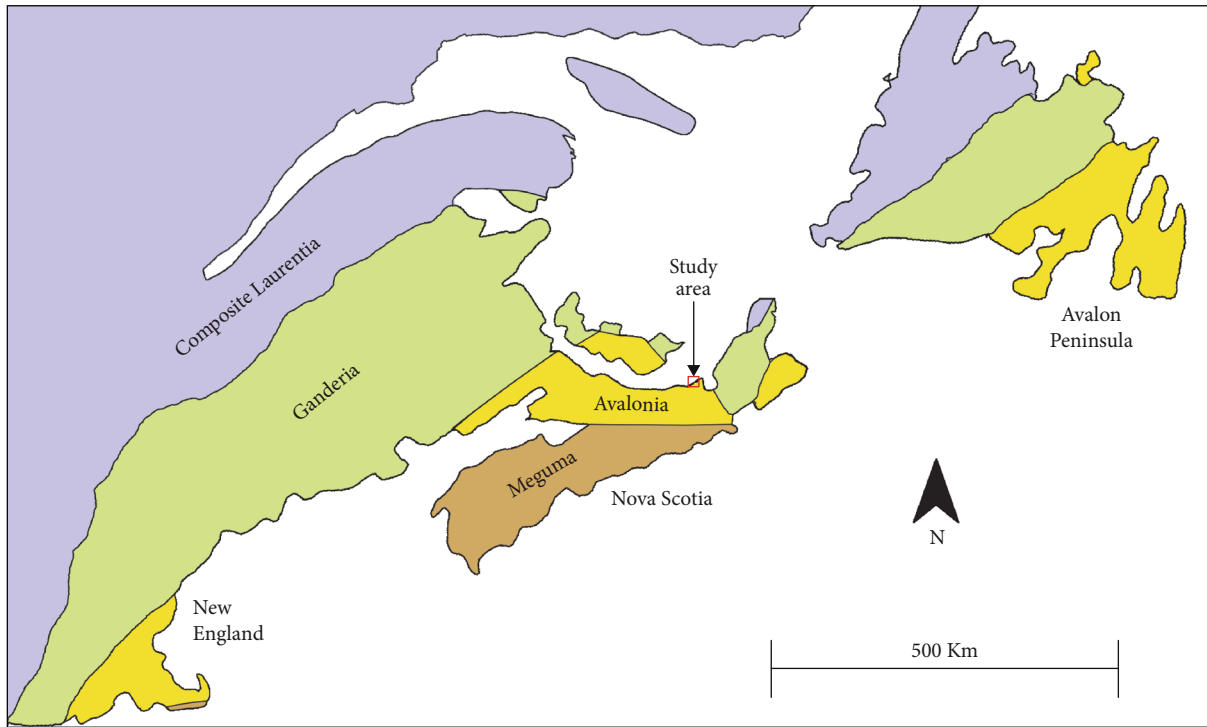 Composite Laurentia
Ganderia
Study
area
Avalon
Peninsula
Avalonia
Meguma
Nova Scotia
N
New
England
500 Km